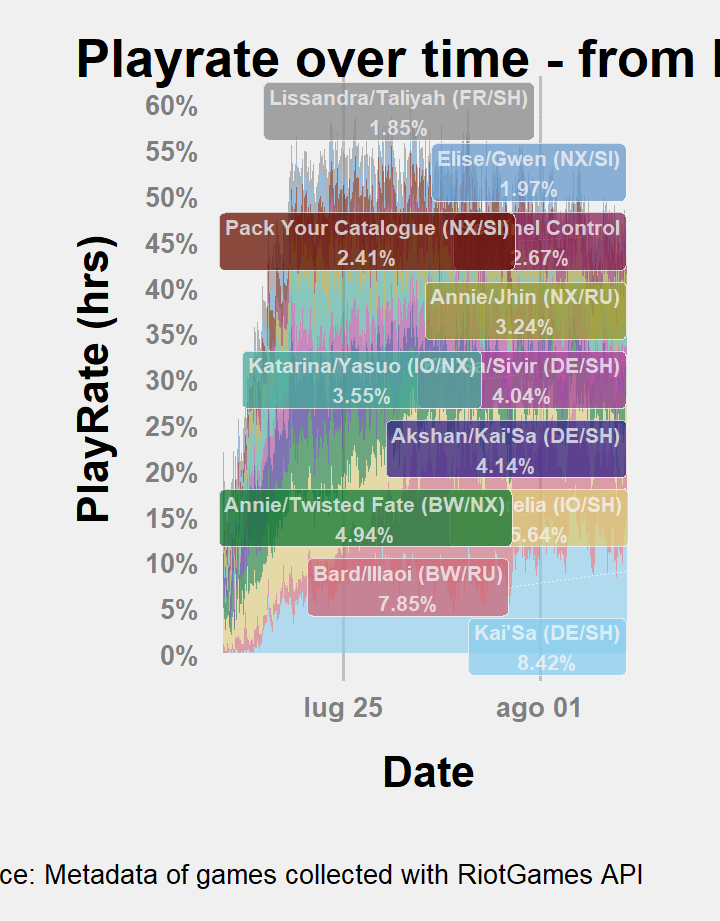 Playrate over time - from
60%
55%
50%
45%
40%
35%
30%
25%
20%
15%
10%
5%
0%
PlayRate (hrs)
Lissandra/Taliyah (FR/SH)
1.85%
Elise/Gwen (NX/SI)
1.97%
Pack Your Catalogue (NX/SI)
2.41%
Control
2.67%
Annie/Jhin (NX/RU)
3.24%
Katarina/Yasuo (IO/NX)
3.55%
/Sivir (DE/SH)
4.04%
Akshan/Kai'Sa (DE/SH)
4.14%
Annie/Twisted Fate (BW/NX)
4.94%
elia (IO/SH)
5.64%
Bard/Illaoi (BW/RU)
7.85%
Kai'Sa (DE/SH)
8.42%
lug 25
ago 01
Date
ce: Metadata of games collected with RiotGames API